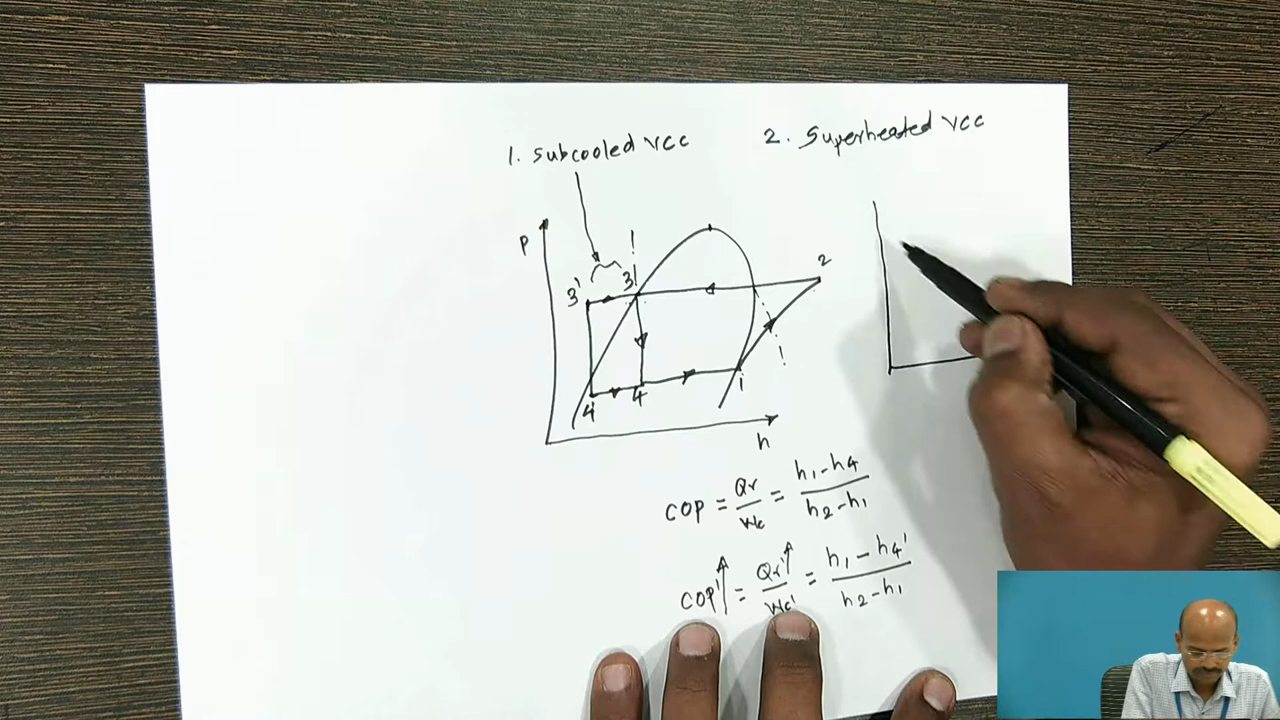 1. Subcooled VCC
2. Superheated VCC
P
3'
3
2
4'
4
1
h
COP = Qr/Wc = h1-h4/h2-h1
COP'↑ = Qr'↑/Wc' = h1-h4'/h2-h1